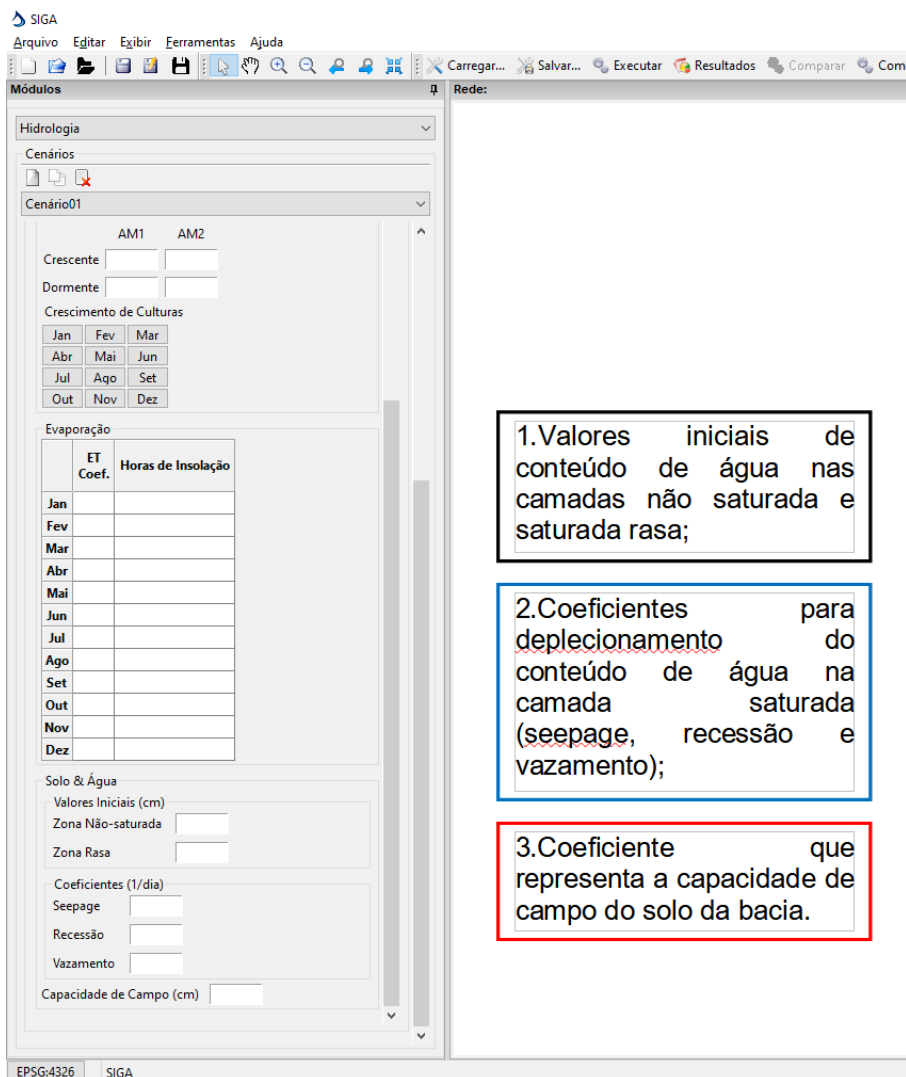 SIGA
Arquivo Editar Exibir Ferramentas Ajuda
Carregar... Salvar... Executar Resultados Comparar Com
Módulos
Rede:
Hidrologia
Cenários
Cenário01
AM1 AM2
Crescente
Dormente
Crescimento de Culturas
Jan Fev Mar
Abr Mai Jun
Jul Ago Set
Out Nov Dez
Evaporação
ET Coef. Horas de Insolação
Jan
Fev
Mar
Abr
Mai
Jun
Jul
Ago
Set
Out
Nov
Dez
Solo & Água
Valores Iniciais (cm)
Zona Não-saturada
Zona Rasa
Coeficientes (1/dia)
Seepage
Recessão
Vazamento
Capacidade de Campo (cm)
1.Valores iniciais de
conteúdo de água nas
camadas não saturada e
saturada rasa;
2.Coeficientes para
deplecionamento do
conteúdo de água na
camada saturada
(seepage, recessão e
vazamento);
3.Coeficiente que
representa a capacidade de
campo do solo da bacia.
EPSG:4326 SIGA